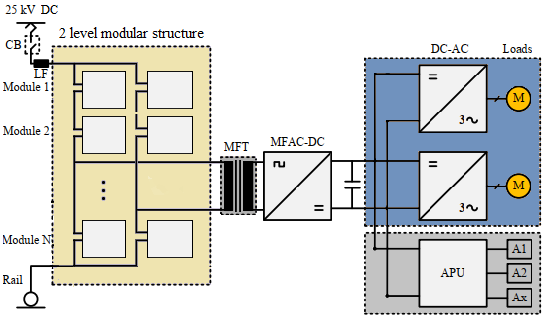 25 kV DC
CB
LF
2 level modular structure
Module 1
Module 2
Module N
Rail
MFT
MFAC-DC
=
DC-AC
Loads
=
3∿
M
=
3∿
M
APU
A1
A2
Ax